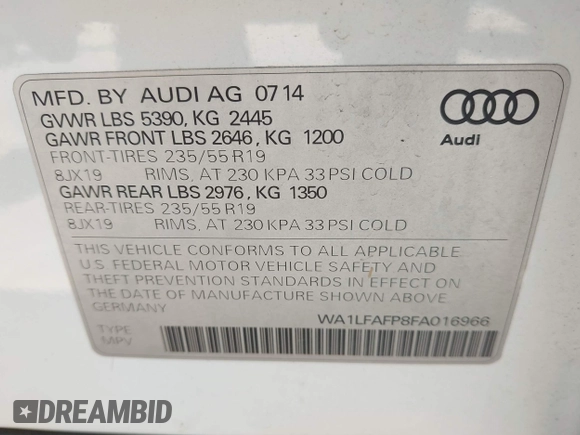 MFD. BY AUDI AG 07 14
GVWR LBS 5390, KG 2445
GAWR FRONT LBS 2646, KG 1200
FRONT-TIRES 235/55 R19
8JX19 RIMS, AT 230 KPA 33 PSI COLD
GAWR REAR LBS 2976, KG 1350
REAR-TIRES 235/55 R19
8JX19 RIMS, AT 230 KPA 33 PSI COLD
THIS VEHICLE CONFORMS TO ALL APPLICABLE
U.S. FEDERAL MOTOR VEHICLE SAFETY AND
THEFT PREVENTION STANDARDS IN EFFECT ON
THE DATE OF MANUFACTURE SHOWN ABOVE
GERMANY
WA1LFAFP8FA016966
TYPE
MPV
Audi
DREAMBID